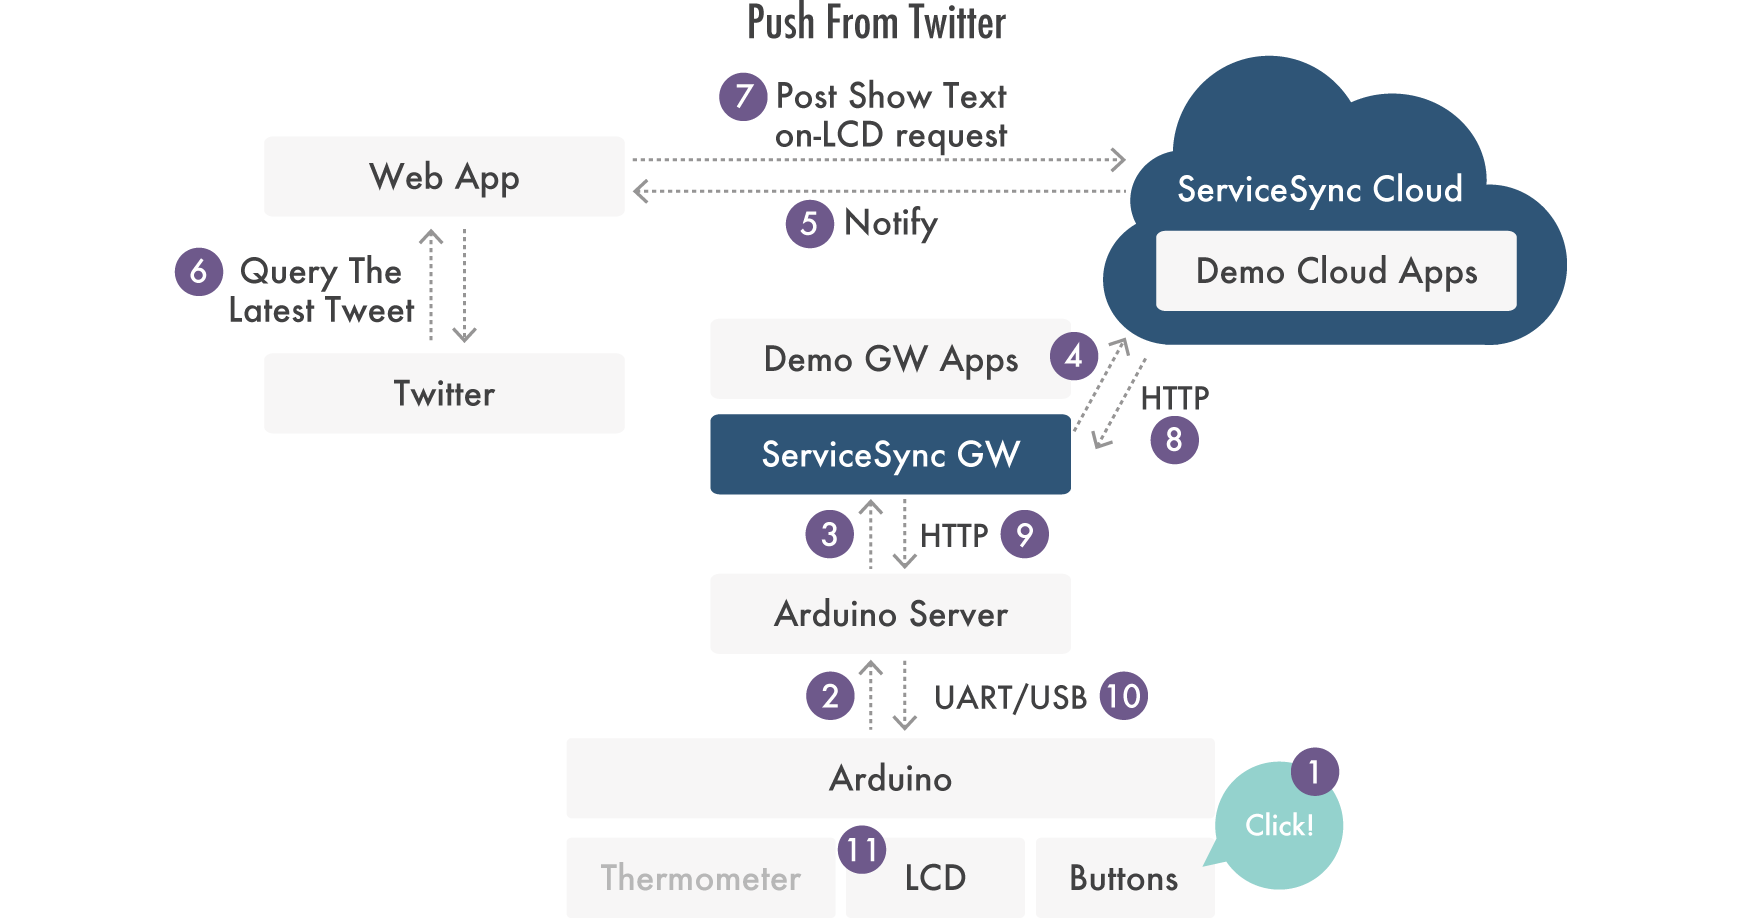 Push From Twitter
7 Post Show Text
on-LCD request
Web App
ServiceSync Cloud
5 Notify
6 Query The
Latest Tweet
Demo Cloud Apps
Demo GW Apps 4
Twitter
HTTP
8
ServiceSync GW
3 HTTP 9
Arduino Server
2 UART/USB 10
Arduino
1
Click!
11
Thermometer
LCD
Buttons